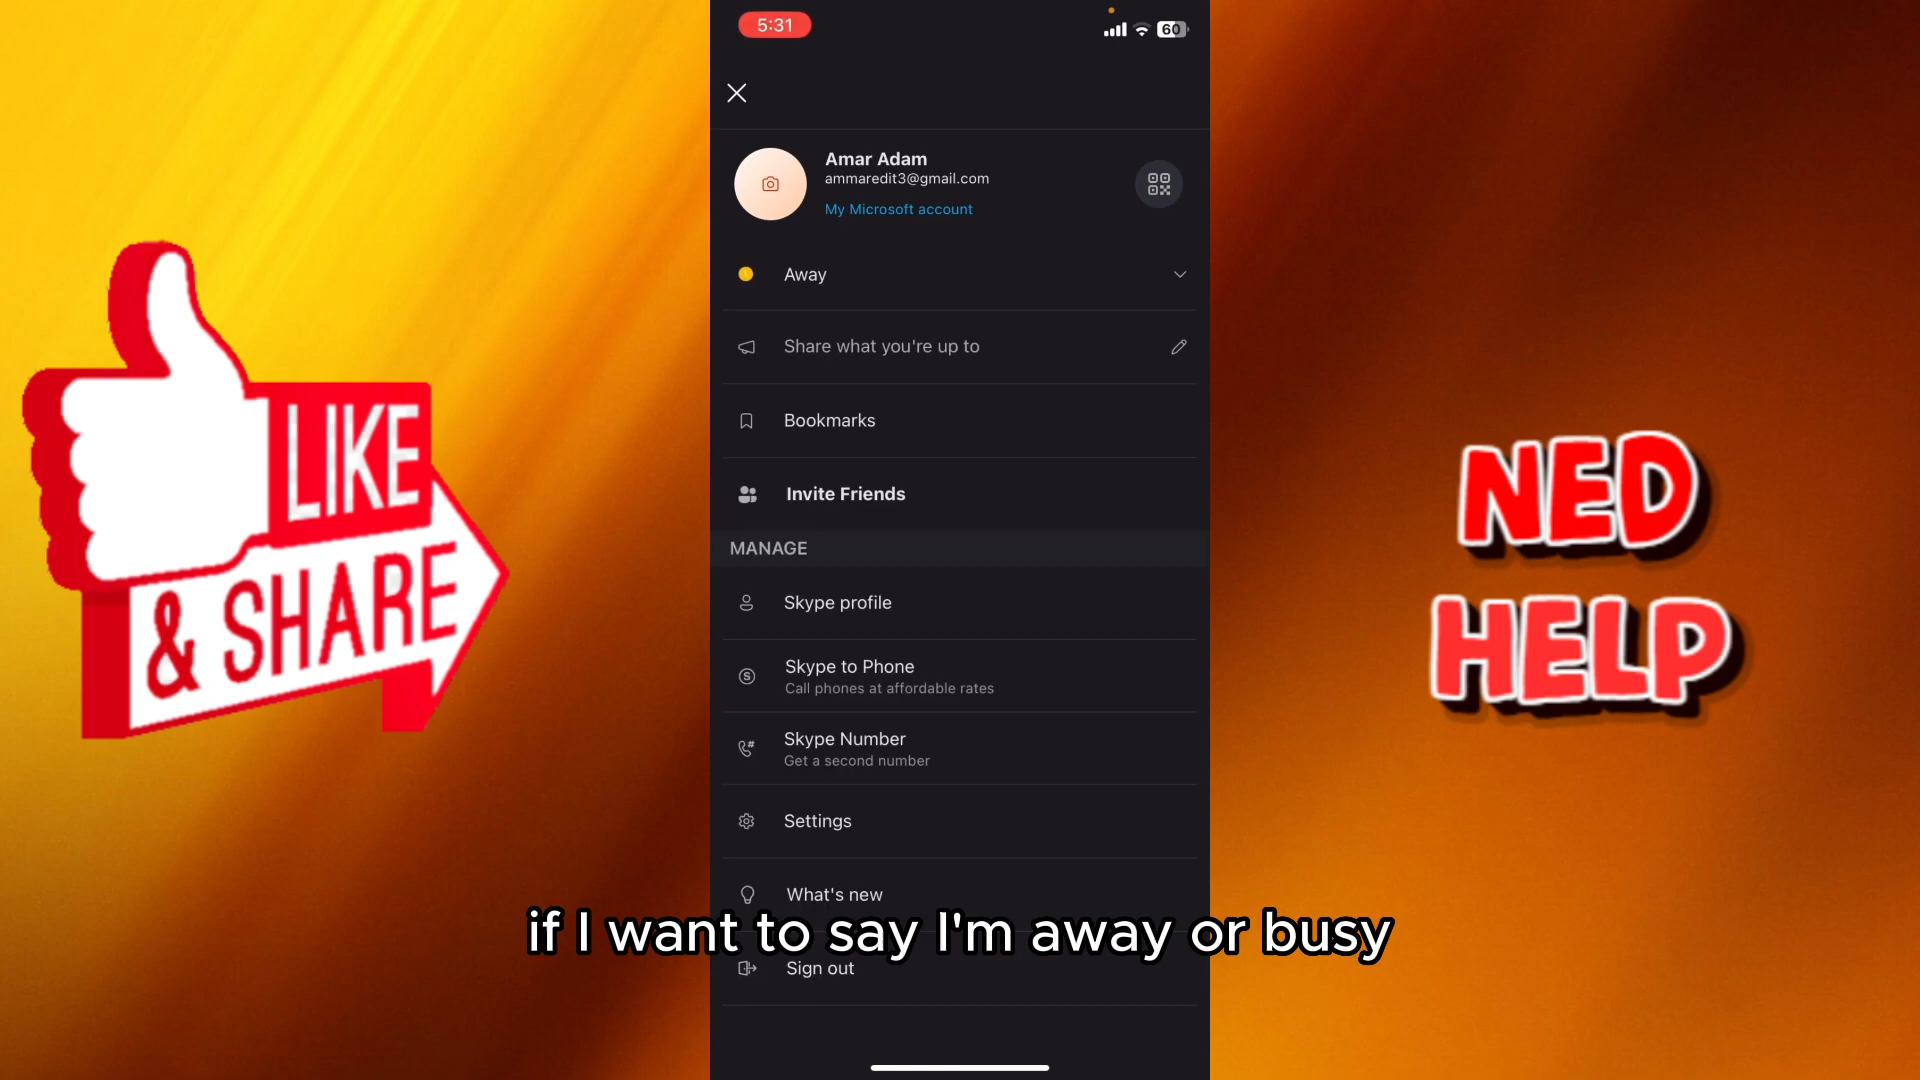 5:31
60
Amar Adam
ammaredit3@gmail.com
My Microsoft account
Away
Share what you're up to
Bookmarks
Invite Friends
MANAGE
Skype profile
Skype to Phone
Call phones at affordable rates
Skype Number
Get a second number
Settings
What's new
if I want to say I'm away or busy
Sign out
LIKE
& SHARE
NED
HELP